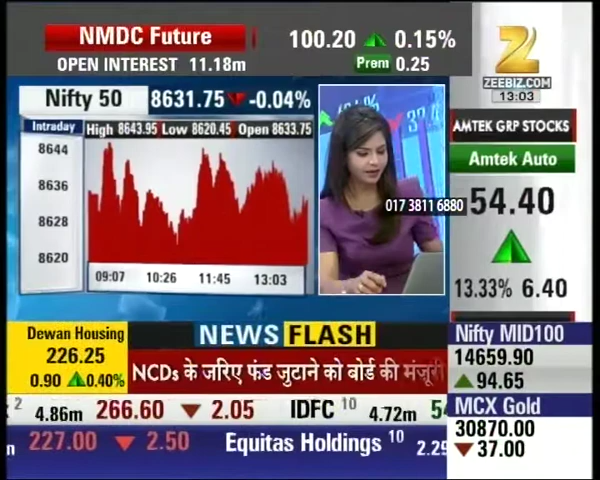 NMDC Future
100.20 0.15%
OPEN INTEREST 11.18m
Prem 0.25
Z
ZEEBIZ.COM
13:03
Nifty 50 8631.75 -0.04%
Intraday High 8643.95 Low 8620.45 Open 8633.75
8644
8636
8628
8620
09:07 10:26 11:45 13:03
017 3811 6880
AMTEK GRP STOCKS
Amtek Auto
54.40
13.33% 6.40
Dewan Housing
226.25
0.90 0.40%
NEWS FLASH
NCDs के जरिए फंड जुटाने को बोर्ड की मंजूरी
Nifty MID100
14659.90
94.65
MCX Gold
30870.00
37.00
2 4.86m 266.60 2.05 IDFC 10 4.72m 5
227.00 2.50 Equitas Holdings 10 2.29